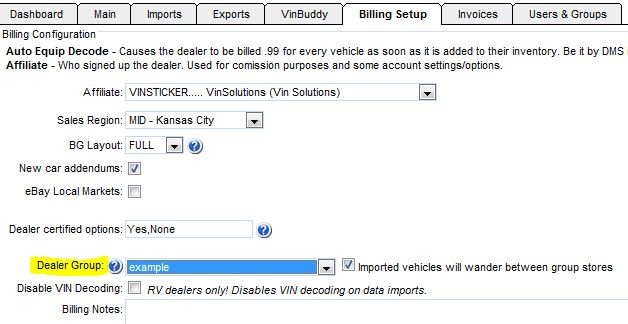 Dashboard Main Imports Exports VinBuddy Billing Setup Invoices Users & Groups
Billing Configuration
Auto Equip Decode - Causes the dealer to be billed .99 for every vehicle as soon as it is added to their inventory. Be it by DMS
Affiliate - Who signed up the dealer. Used for comission purposes and some account settings/options.
Affiliate: VINSTICKER..... VinSolutions (Vin Solutions)
Sales Region: MID - Kansas City
BG Layout: FULL
New car addendums:
eBay Local Markets:
Dealer certified options: Yes,None
Dealer Group: example Imported vehicles will wander between group stores
Disable VIN Decoding: RV dealers only! Disables VIN decoding on data imports.
Billing Notes: